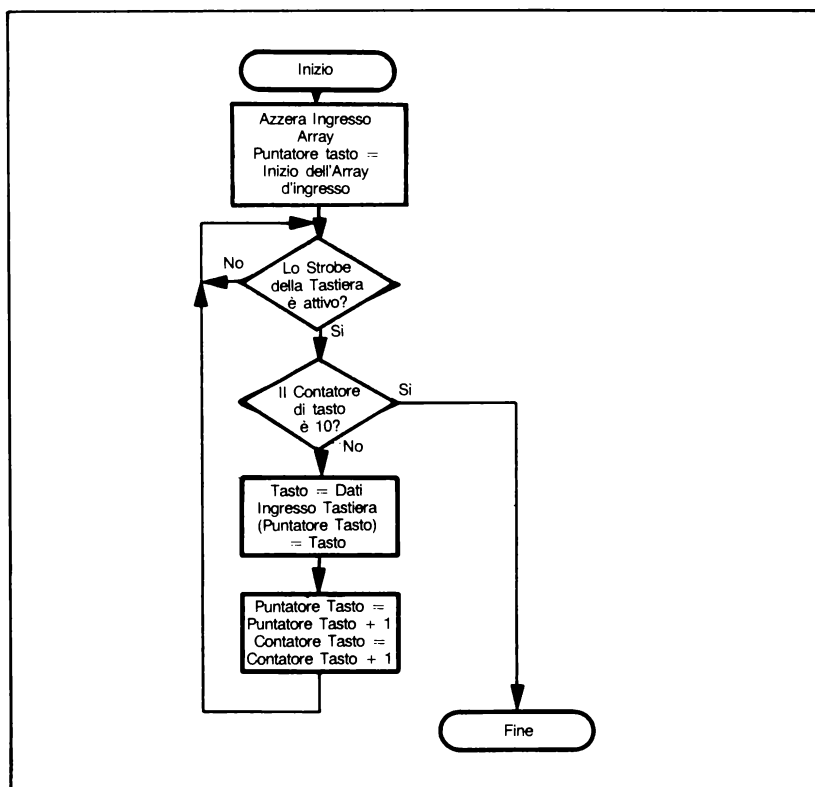 Inizio
Azzera Ingresso
Array
Puntatore tasto =
Inizio dell'Array
d'ingresso
No
Lo Strobe
della Tastiera
è attivo?
Si
Il Contatore
di tasto
è 10?
Si
No
Tasto = Dati
Ingresso Tastiera
(Puntatore Tasto)
= Tasto
Puntatore Tasto =
Puntatore Tasto + 1
Contatore Tasto =
Contatore Tasto + 1
Fine